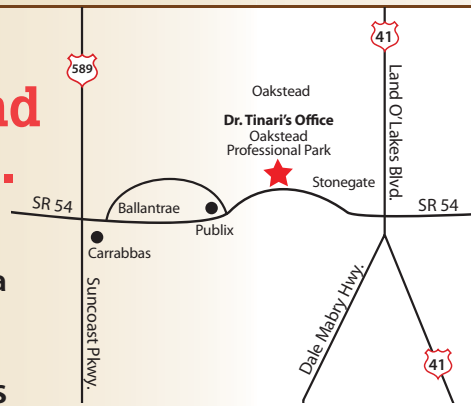 41
589
Land O' Lakes Blvd.
Oakstead
Dr. Tinari's Office
Oakstead
Professional Park
Stonegate
SR 54
SR 54
Ballantrae
Publix
Carrabbas
Suncoast Pkwy.
Dale Mabry Hwy.
41